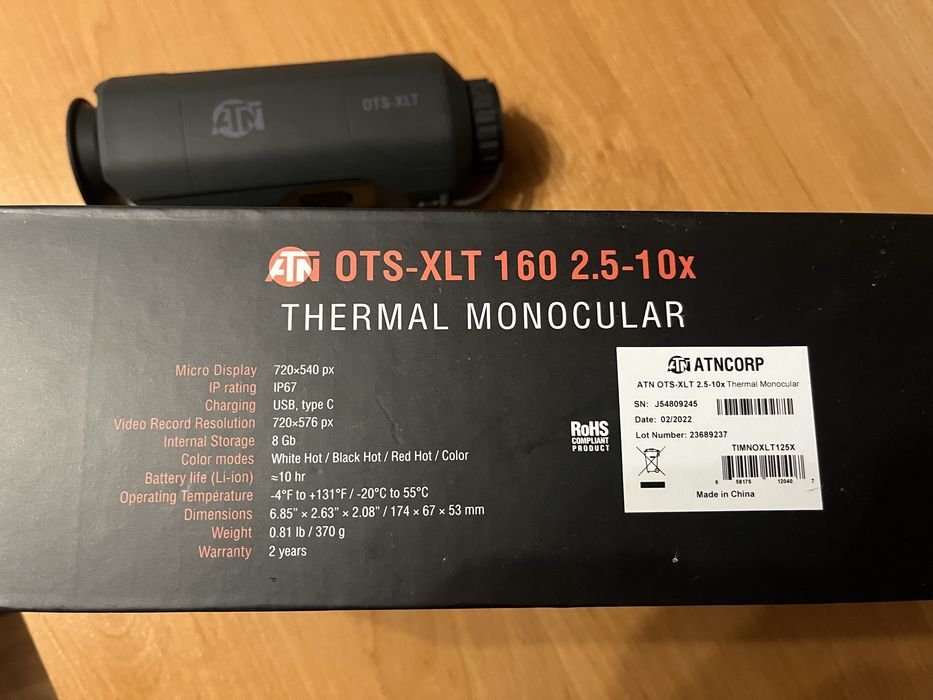 ATN
OTS-XLT
ATN OTS-XLT 160 2.5-10x
THERMAL MONOCULAR
Micro Display 720×540 px
IP rating IP67
Charging USB, type C
Video Record Resolution 720×576 px
Internal Storage 8 Gb
Color modes White Hot / Black Hot / Red Hot / Color
Battery life (Li-ion) ≈10 hr
Operating Temperature -4°F to +131°F / -20°C to 55°C
Dimensions 6.85” × 2.63” × 2.08” / 174 × 67 × 53 mm
Weight 0.81 lb / 370 g
Warranty 2 years
RoHS
COMPLIANT
PRODUCT
ATN ATNCORP
ATN OTS-XLT 2.5-10x Thermal Monocular
SN: J54809245
Date: 02/2022
Lot Number: 23689237
TIMNOXLT125X
6 58175 12040 7
Made in China